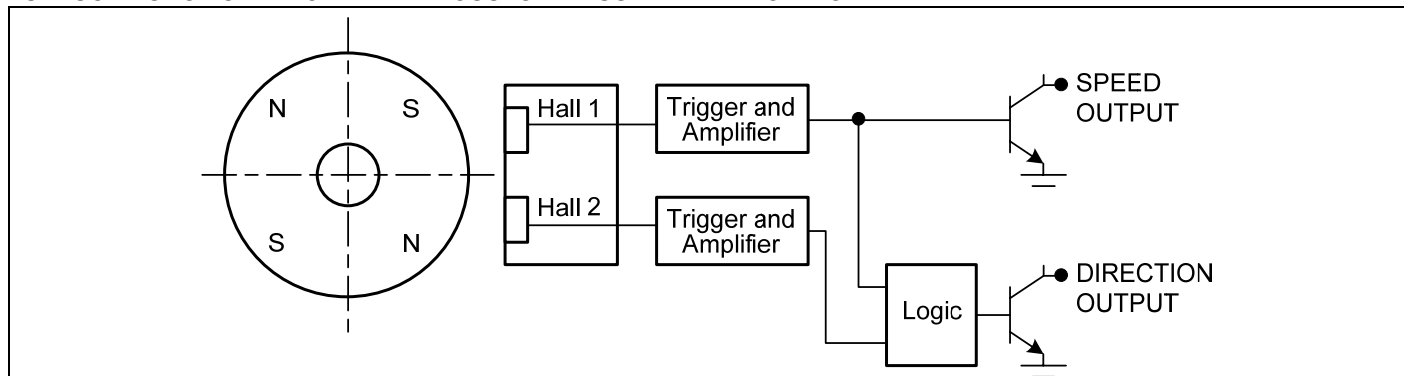 N S
S N
Hall 1
Hall 2
Trigger and
Amplifier
Trigger and
Amplifier
Logic
SPEED
OUTPUT
DIRECTION
OUTPUT